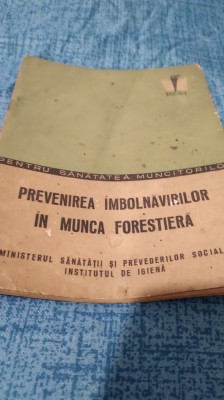 PENTRU SĂNĂTATEA MUNCITORILOR
PREVENIREA ÎMBOLNĂVIRILOR
ÎN MUNCA FORESTIERĂ
MINISTERUL SĂNĂTĂȚII ȘI PREVEDERILOR SOCIALE
INSTITUTUL DE IGIENĂ